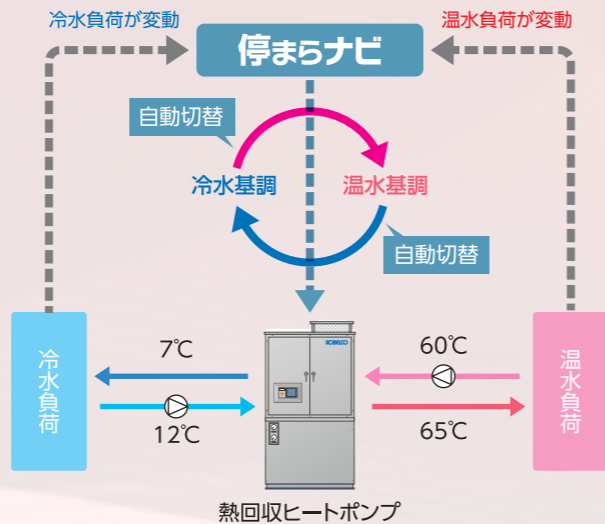 冷水負荷が変動
温水負荷が変動
停まらナビ
自動切替
冷水基調
温水基調
自動切替
冷水負荷
7℃
12℃
KOBELCO
60℃
65℃
温水負荷
熱回収ヒートポンプ